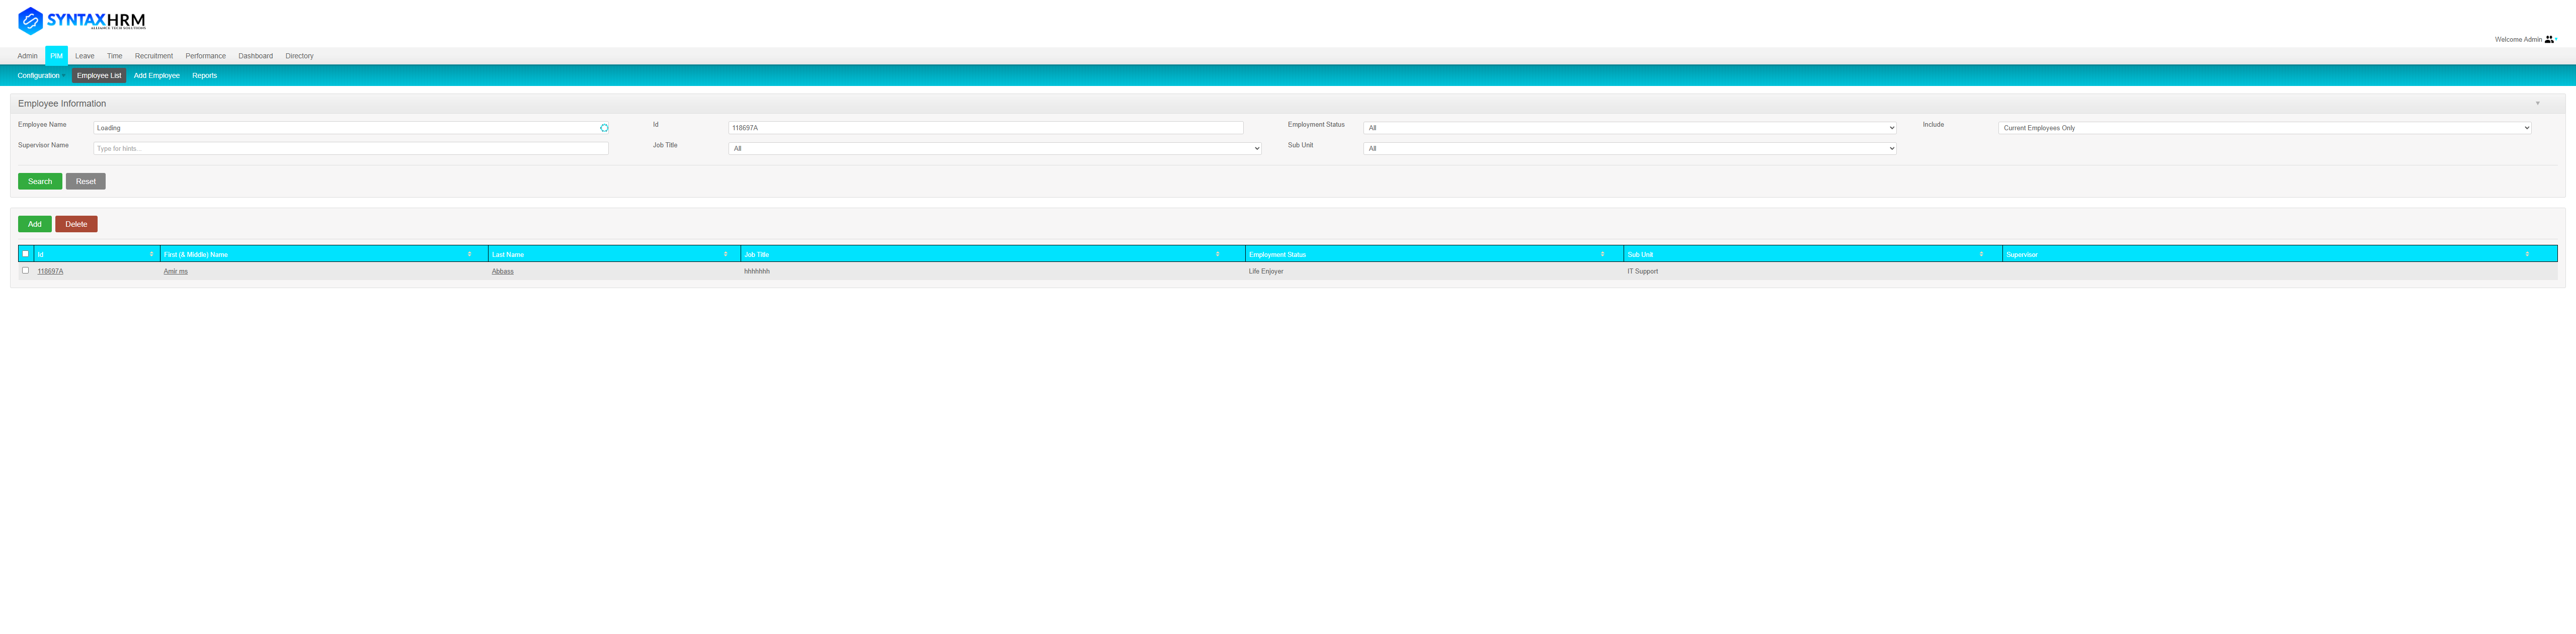 SYNTAXHRM
ALLIANCE TECH SOLUTIONS
Welcome Admin
Admin PIM Leave Time Recruitment Performance Dashboard Directory
Configuration Employee List Add Employee Reports
Employee Information
Employee Name Loading Id 118697A Employment Status All Include Current Employees Only
Supervisor Name Type for hints... Job Title All Sub Unit All
Search Reset
Add Delete
Id First (& Middle) Name Last Name Job Title Employment Status Sub Unit Supervisor
118697A Amir ms Abbass hhhhhhh Life Enjoyer IT Support